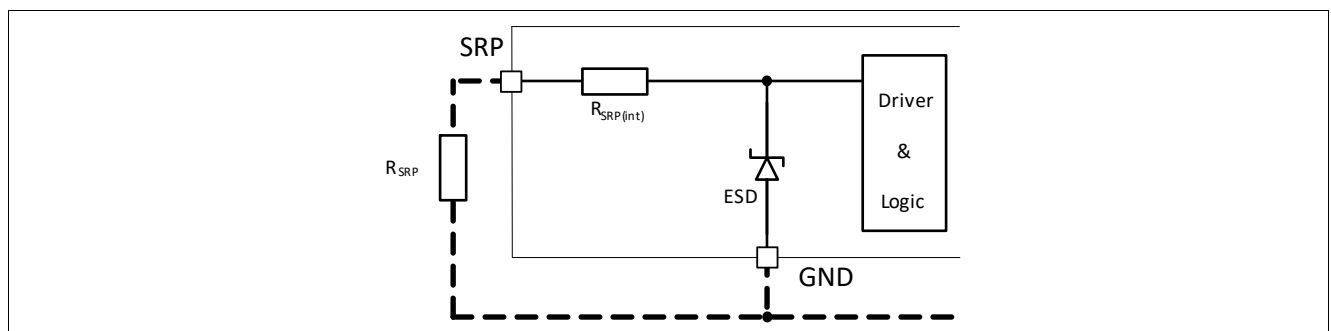 SRP
R_SRP(int)
Driver
&
Logic
R_SRP
ESD
GND